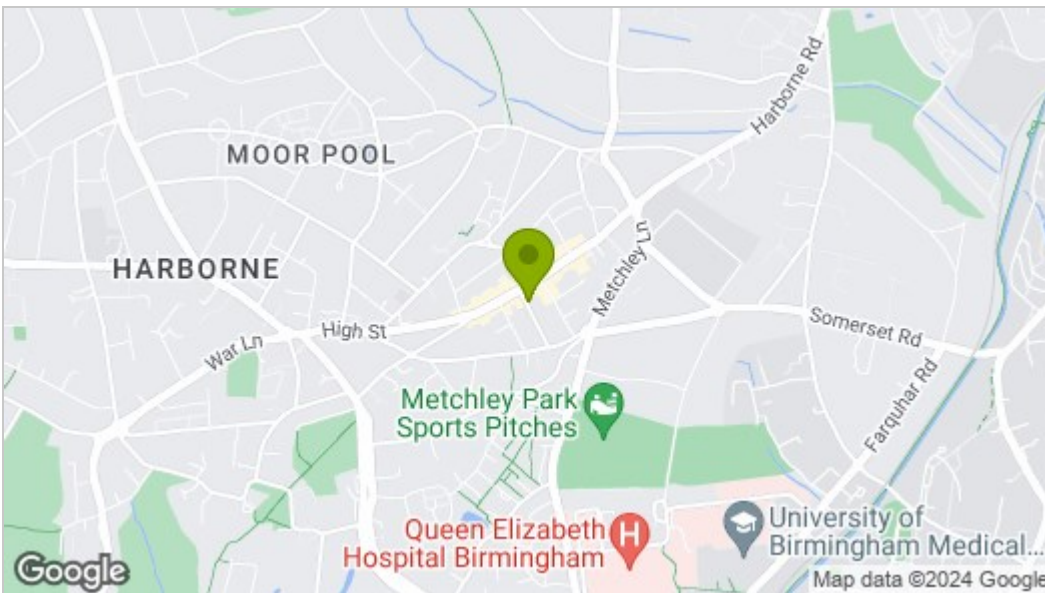 Harborne Rd
MOOR POOL
HARBORNE
Metchley Ln
High St
War Ln
Somerset Rd
Farquhar Rd
Metchley Park
Sports Pitches
Queen Elizabeth
Hospital Birmingham
H
University of
Birmingham Medical...
Google
Map data ©2024 Google